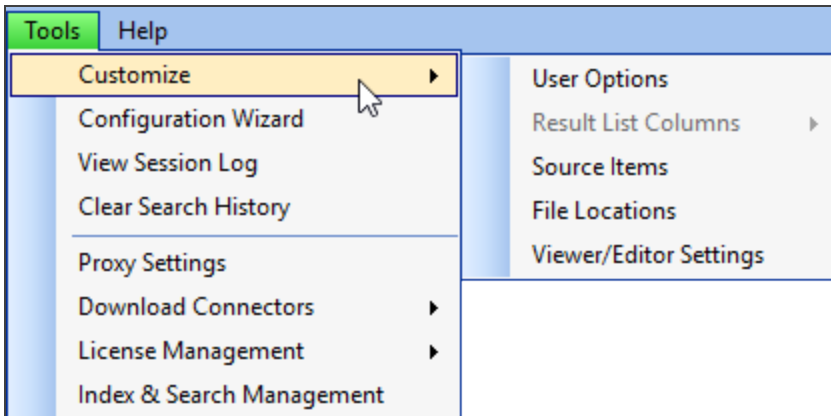 Tools Help
Customize
Configuration Wizard
View Session Log
Clear Search History
Proxy Settings
Download Connectors
License Management
Index & Search Management
User Options
Result List Columns
Source Items
File Locations
Viewer/Editor Settings